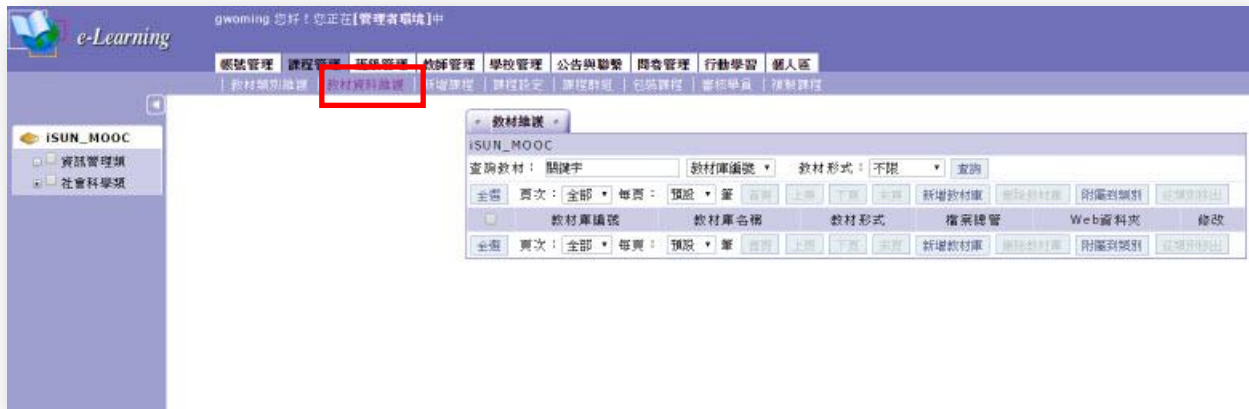 e-Learning
gwoming 您好！您正在[管理者環境]中
帳號管理 課程管理 班級管理 教師管理 學校管理 公告與聯繫 問卷管理 行動學習 個人區
教材類別維護 | 教材資料維護 | 新增課程 | 課程設定 | 課程群組 | 包裝課程 | 審核學員 | 複製課程
iSUN_MOOC
資訊管理類
社會科學類
教材維護
iSUN_MOOC
查詢教材： 關鍵字 教材庫編號 教材形式： 不限 查詢
全選 頁次： 全部 每頁： 預設 筆 首頁 上頁 下頁 末頁 新增教材庫 刪除教材庫 附屬到類別 從類別移出
教材庫編號 教材庫名稱 教材形式 檔案總管 Web資料夾 修改
全選 頁次： 全部 每頁： 預設 筆 首頁 上頁 下頁 末頁 新增教材庫 刪除教材庫 附屬到類別 從類別移出